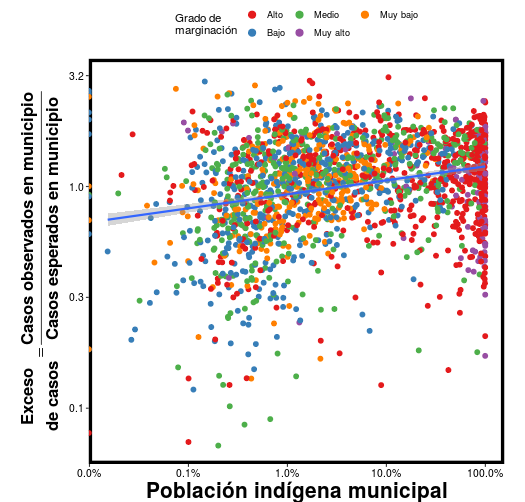 Grado de
marginación
Alto
Medio
Muy bajo
Bajo
Muy alto
Exceso
de casos
=
Casos observados en municipio
Casos esperados en municipio
3.2
1.0
0.3
0.1
0.0%
0.1%
1.0%
10.0%
100.0%
Población indígena municipal